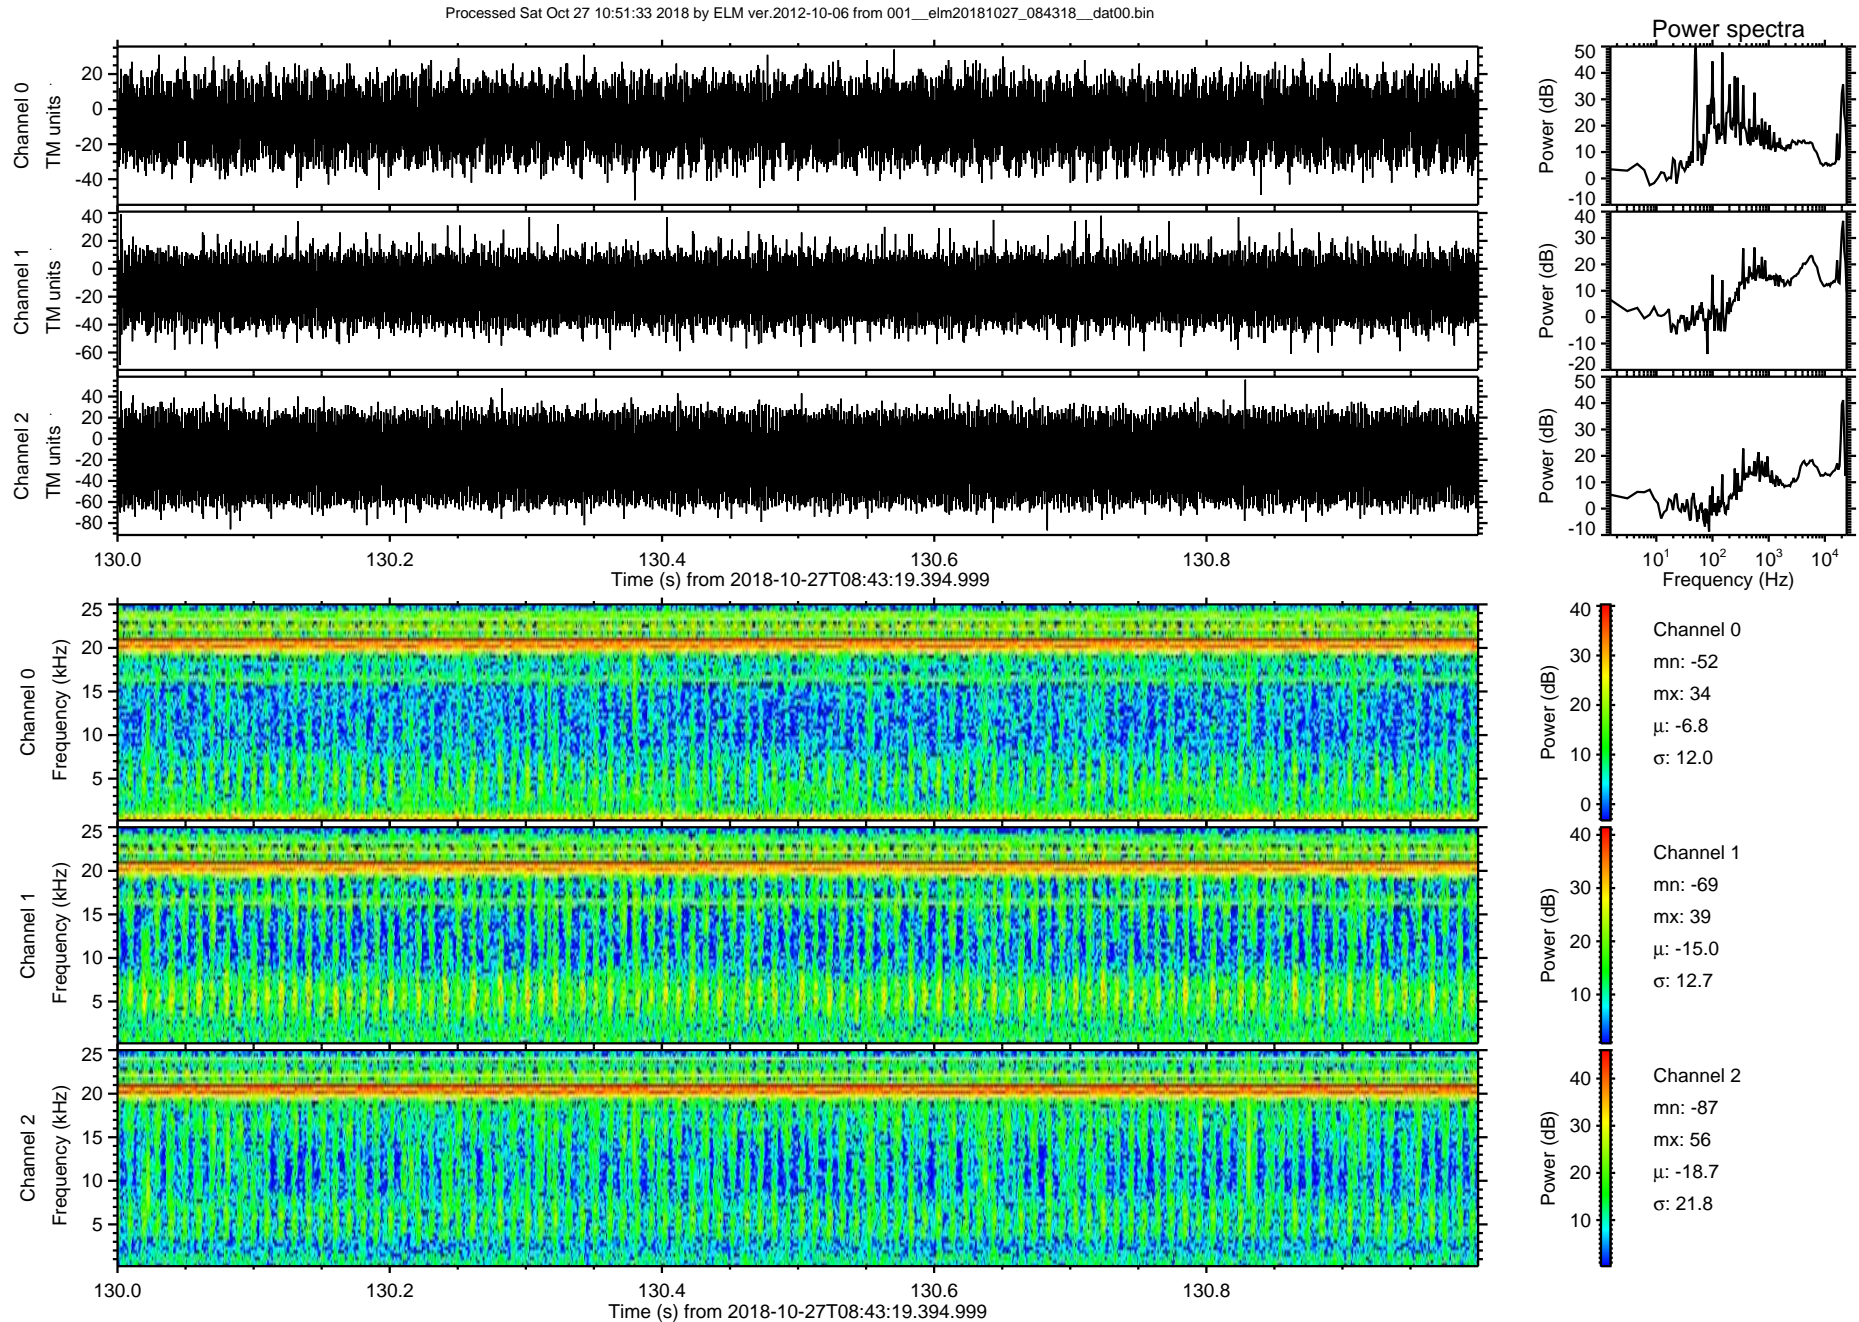 Processed Sat Oct 27 10:51:33 2018 by ELM ver.2012-10-06 from 001__elm20181027_084318__dat00.bin
Power spectra
Channel 0
TM units
20
0
-20
-40
Power (dB)
50
40
30
20
10
0
-10
Channel 1
TM units
40
20
0
-20
-40
-60
Power (dB)
40
30
20
10
0
-10
-20
Channel 2
TM units
40
20
0
-20
-40
-60
-80
Power (dB)
50
40
30
20
10
0
-10
130.0 130.2 130.4 130.6 130.8
Time (s) from 2018-10-27T08:43:19.394.999
10^1 10^2 10^3 10^4
Frequency (Hz)
Channel 0
Frequency (kHz)
25
20
15
10
5
Power (dB)
40
30
20
10
0
Channel 0
mn: -52
mx: 34
μ: -6.8
σ: 12.0
Channel 1
Frequency (kHz)
25
20
15
10
5
Power (dB)
40
30
20
10
Channel 1
mn: -69
mx: 39
μ: -15.0
σ: 12.7
Channel 2
Frequency (kHz)
25
20
15
10
5
Power (dB)
40
30
20
10
Channel 2
mn: -87
mx: 56
μ: -18.7
σ: 21.8
130.0 130.2 130.4 130.6 130.8
Time (s) from 2018-10-27T08:43:19.394.999